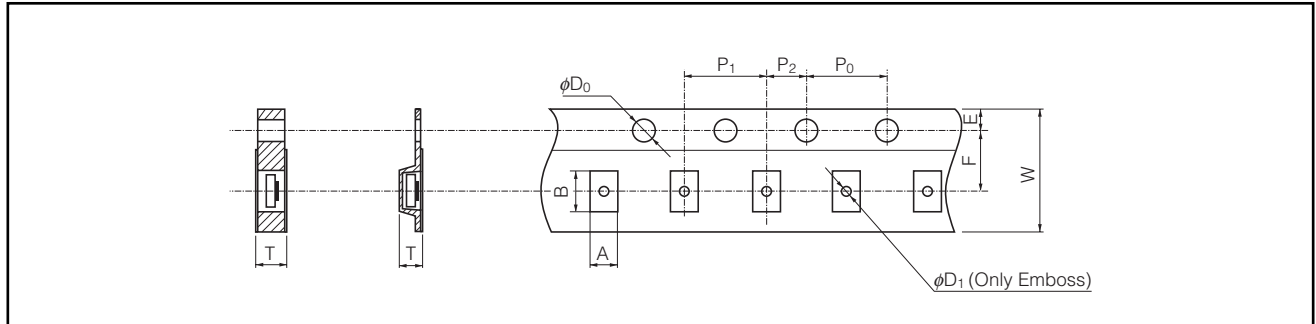 P1 P2 P0
ϕD0
E
F
W
B
A
T
T
ϕD1 (Only Emboss)